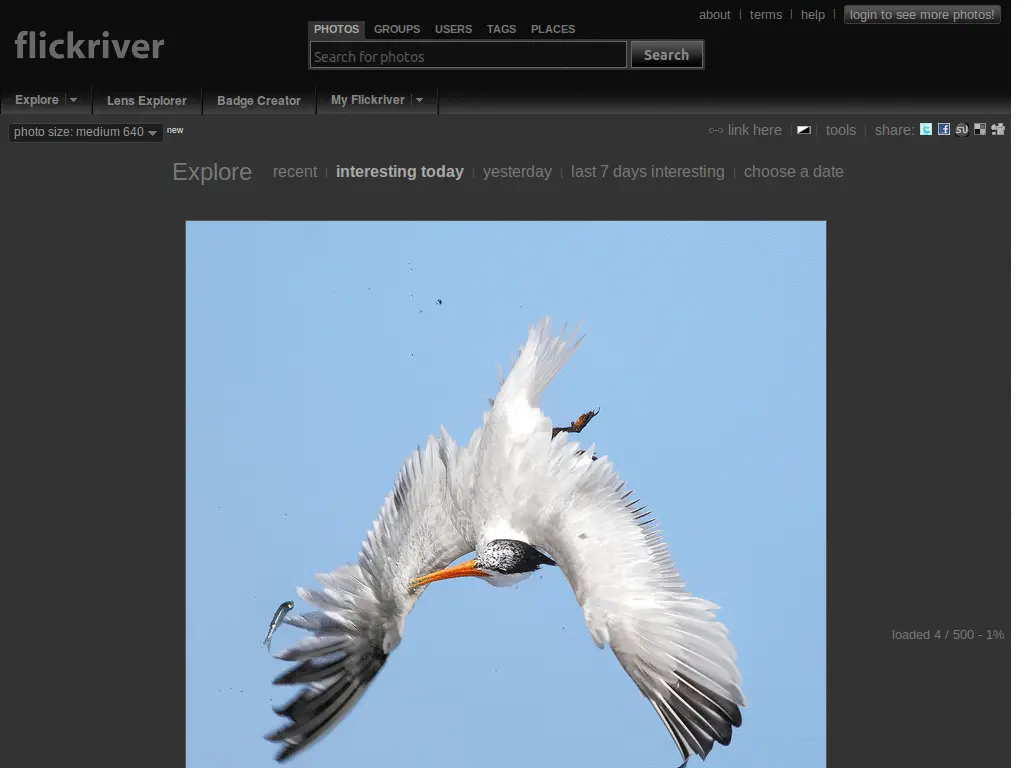 about | terms | help | login to see more photos!
flickriver
PHOTOS GROUPS USERS TAGS PLACES
Search for photos Search
Explore Lens Explorer Badge Creator My Flickriver
photo size: medium 640 new
link here | tools | share:
Explore recent | interesting today | yesterday | last 7 days interesting | choose a date
loaded 4 / 500 - 1%